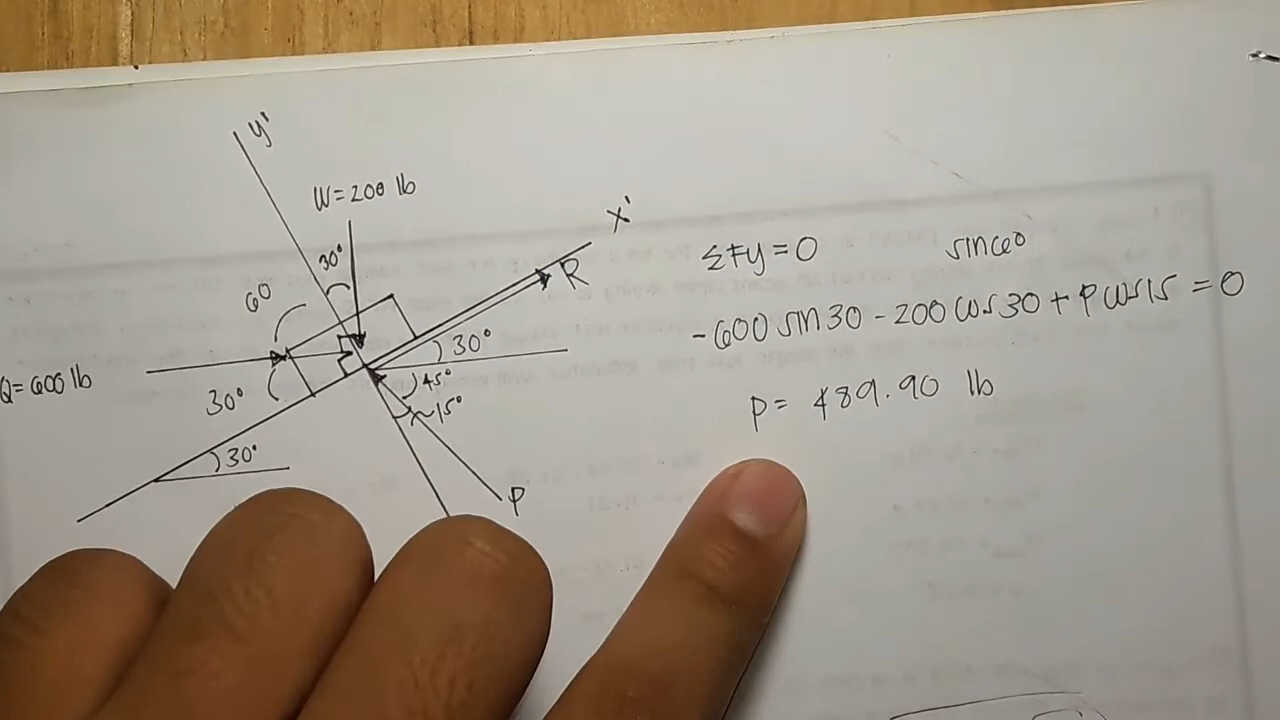 y'
W=200 lb
x'
30°
60
R
30°
Q=600 lb
30°
45°
15°
30°
P
ΣFy=0
-600 sin 30 - 200 cos 30 + P cos 15 = 0
P= 489.90 lb